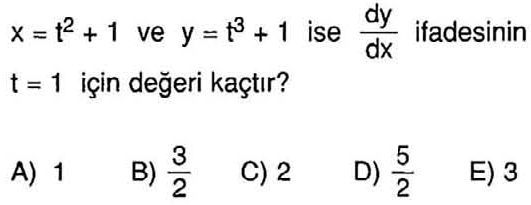 x = t² + 1 ve y = t³ + 1 ise dy/dx ifadesinin
t = 1 için değeri kaçtır?
A) 1 B) 3/2 C) 2 D) 5/2 E) 3